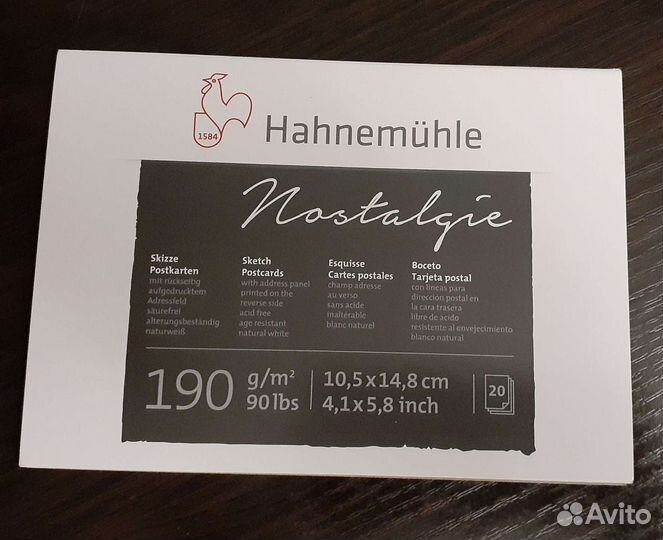 1584
Hahnemühle
Nostalgie
Skizze
Postkarten
mit rückseitig
aufgedrucktem
Adressfeld
säurefrei
alterungsbeständig
naturweiß
Sketch
Postcards
with address panel
printed on the
reverse side
acid free
age resistant
natural white
Esquisse
Cartes postales
champ adresse
au verso
sans acide
inaltérable
blanc naturel
Boceto
Tarjeta postal
con lineas para
direccion postal en
la cara trasera
libre de acido
resistente al envejecimiento
blanco natural
190 g/m²
90 lbs
10,5 x 14,8 cm
4,1 x 5,8 inch
20
Avito